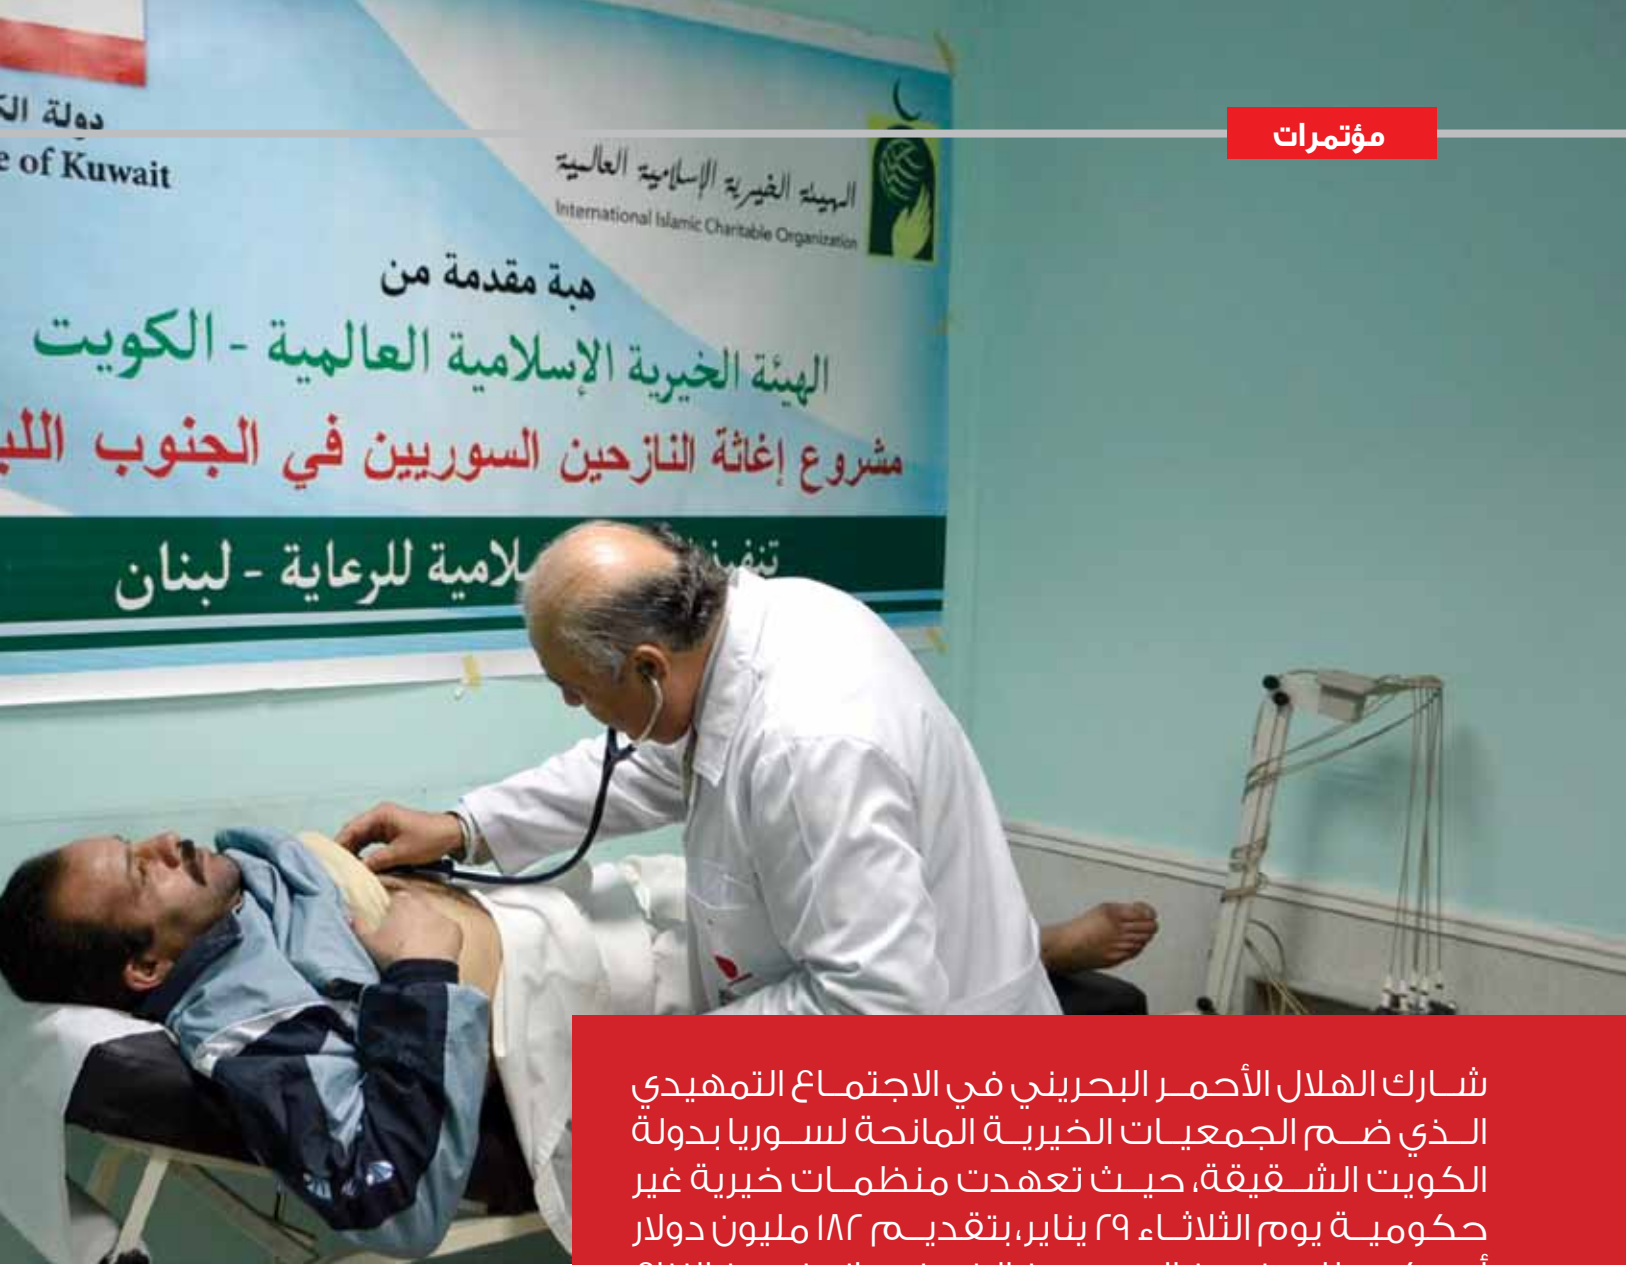 مؤتمرات
دولة
e of Kuwait
الهيئة الخيرية الإسلامية العالمية
International Islamic Charitable Organization
هبة مقدمة من
الهيئة الخيرية الإسلامية العالمية - الكويت
مشروع إغاثة النازحين السوريين في الجنوب
للرعاية - لبنان
شارك الهلال الأحمر البحريني في الاجتماع التمهيدي
الذي ضم الجمعيات الخيرية المانحة لسوريا بدولة
الكويت الشقيقة، حيث تعهدت منظمات خيرية غير
حكومية يوم الثلاثاء ٢٩ يناير، بتقديم ١٨٢ مليون دولار